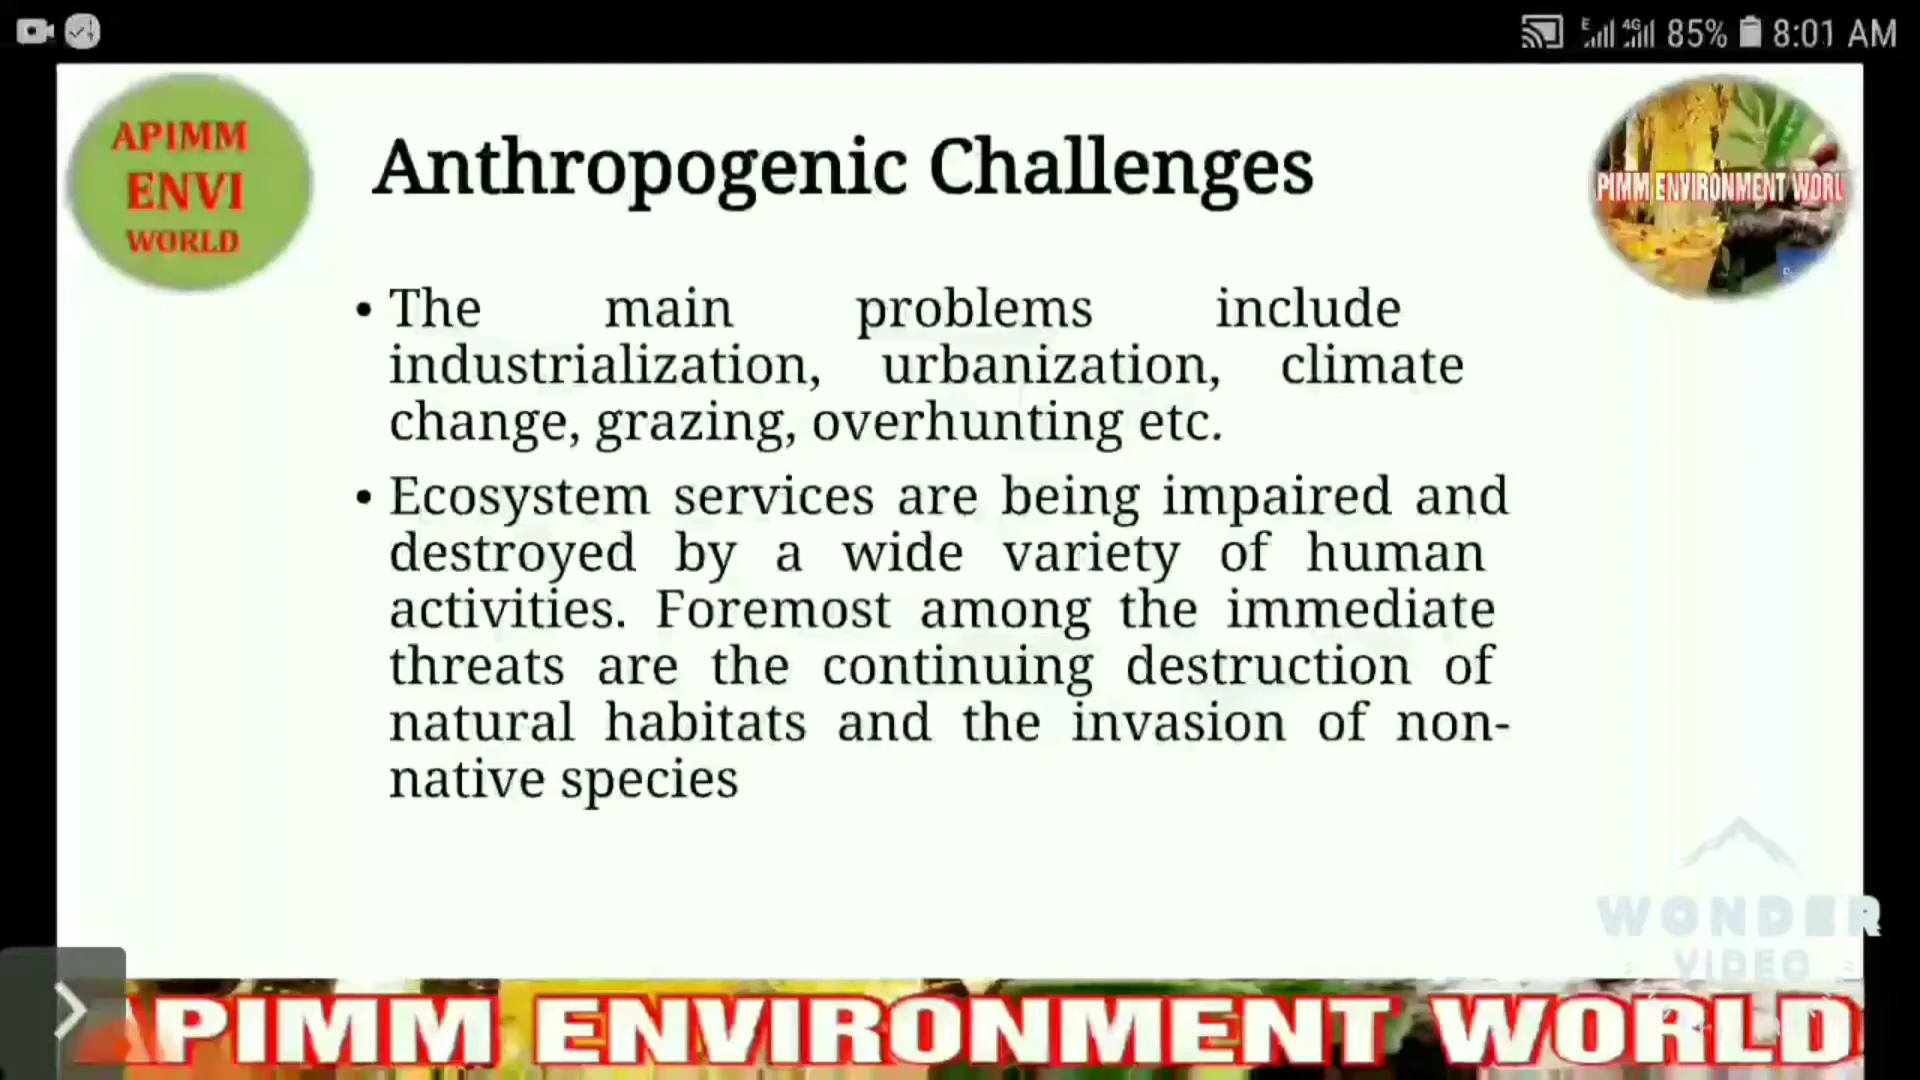 E 4G 85% 8:01 AM
APIMM
ENVI
WORLD
Anthropogenic Challenges
PIMM ENVIRONMENT WORL
• The main problems include
industrialization, urbanization, climate
change, grazing, overhunting etc.
• Ecosystem services are being impaired and
destroyed by a wide variety of human
activities. Foremost among the immediate
threats are the continuing destruction of
natural habitats and the invasion of non-
native species
WONDER
VIDEO
APIMM ENVIRONMENT WORLD